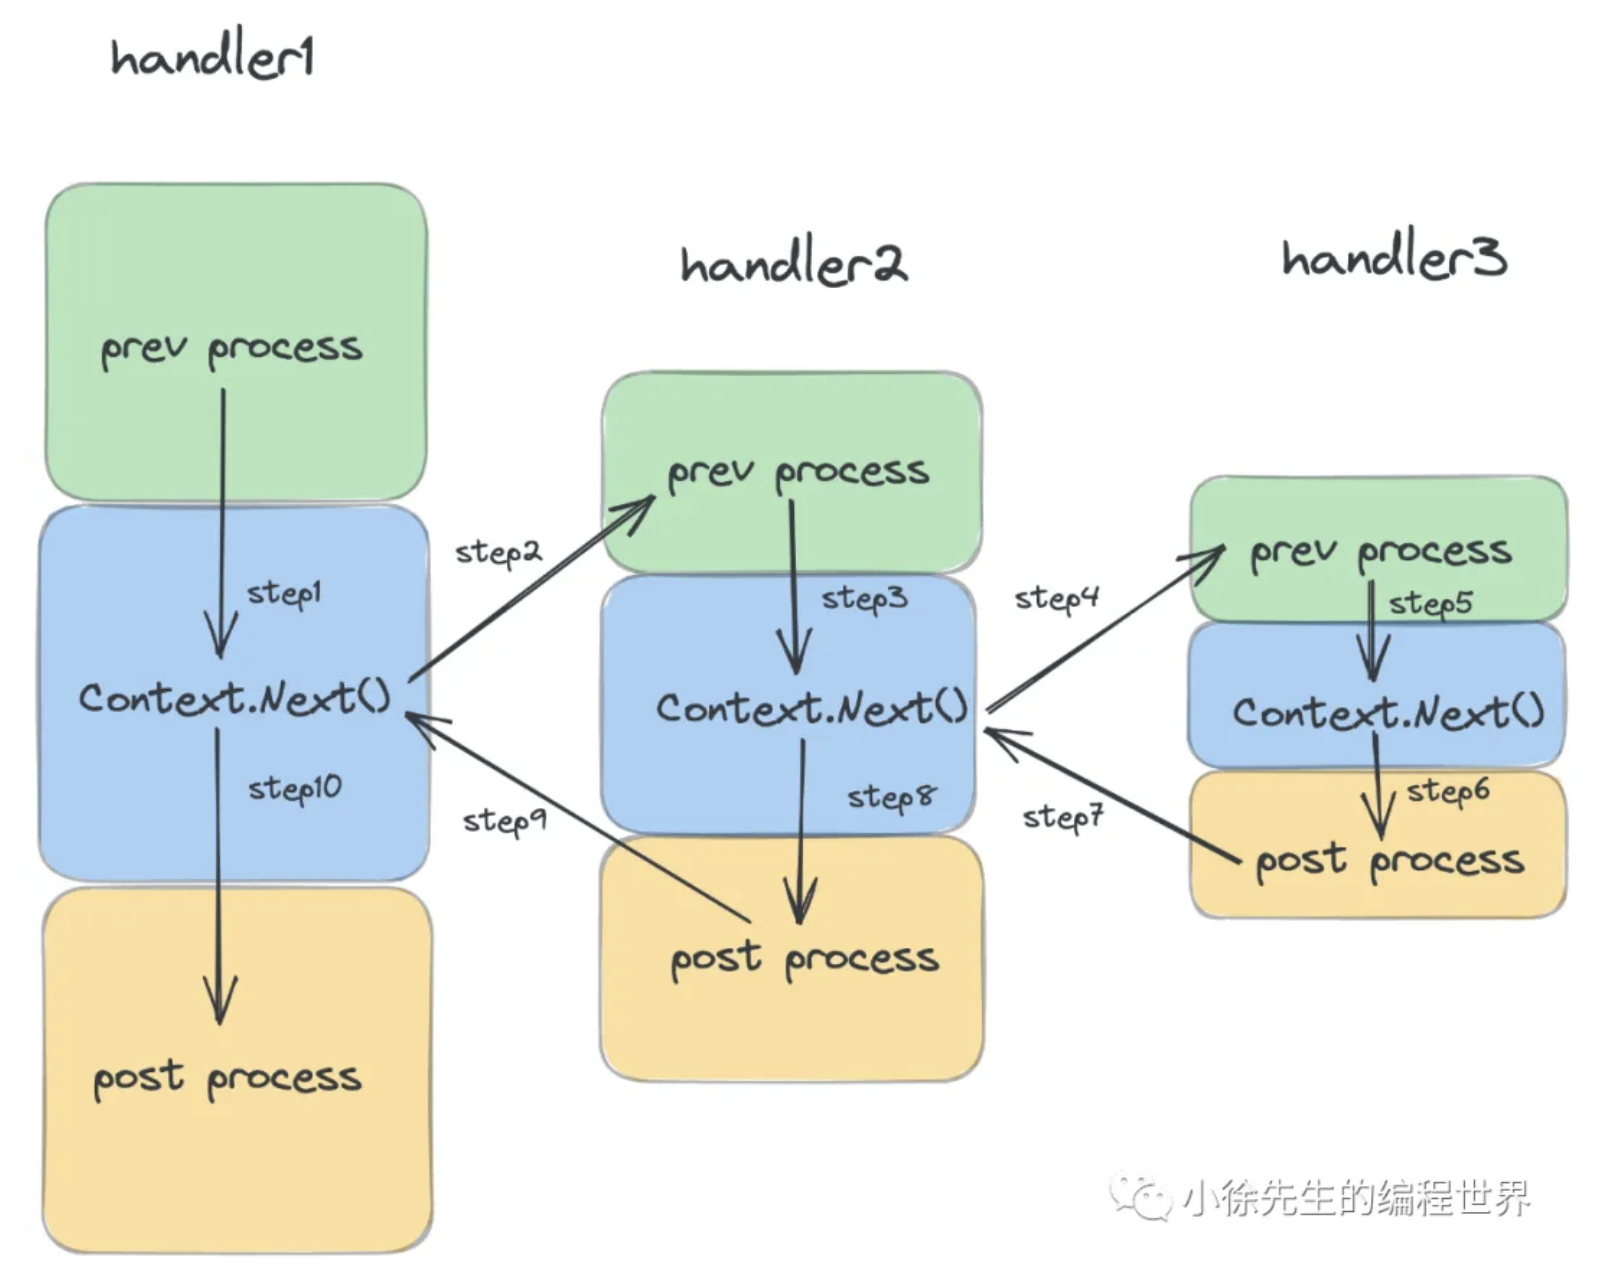 handler1
prev process
step1
Context.Next()
step10
post process
step2
step9
handler2
prev process
step3
Context.Next()
step8
post process
step4
step7
handler3
prev process
step5
Context.Next()
step6
post process
小徐先生的编程世界